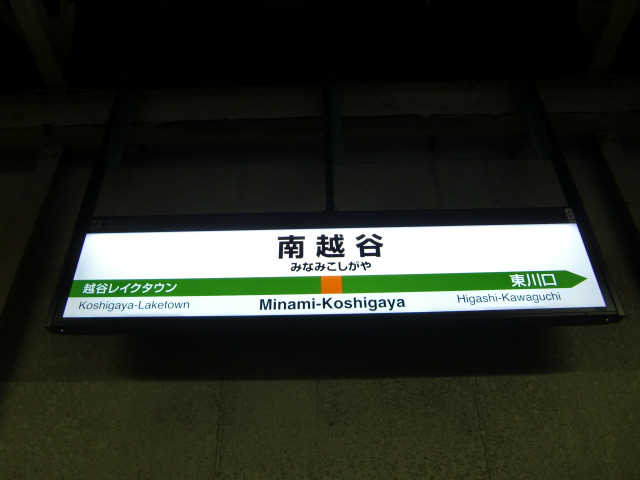 南越谷
みなみこしがや
越谷レイクタウン
東川口
Koshigaya-Laketown
Minami-Koshigaya
Higashi-Kawaguchi